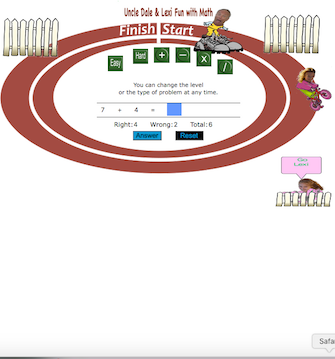 Uncle Dale & Lexi Fun with Math
Finish Start
Easy Hard + − x /
You can change the level
or the type of problem at any time.
7 + 4 =
Right:4 Wrong:2 Total:6
Answer Reset
Go
Lexi!
Safa